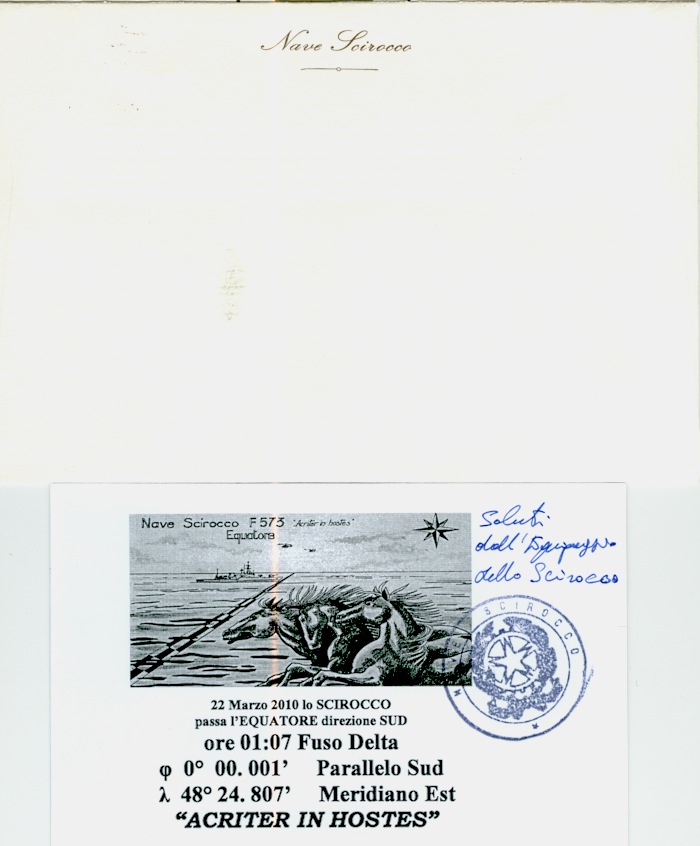 Nave Scirocco
Nave Scirocco F573 "Acriter in hostes"
Equatore
Saluti
dall'Equipaggio
dello Scirocco
SCIROCCO
22 Marzo 2010 lo SCIROCCO
passa l'EQUATORE direzione SUD
ore 01:07 Fuso Delta
φ 0° 00. 001' Parallelo Sud
λ 48° 24. 807' Meridiano Est
"ACRITER IN HOSTES"